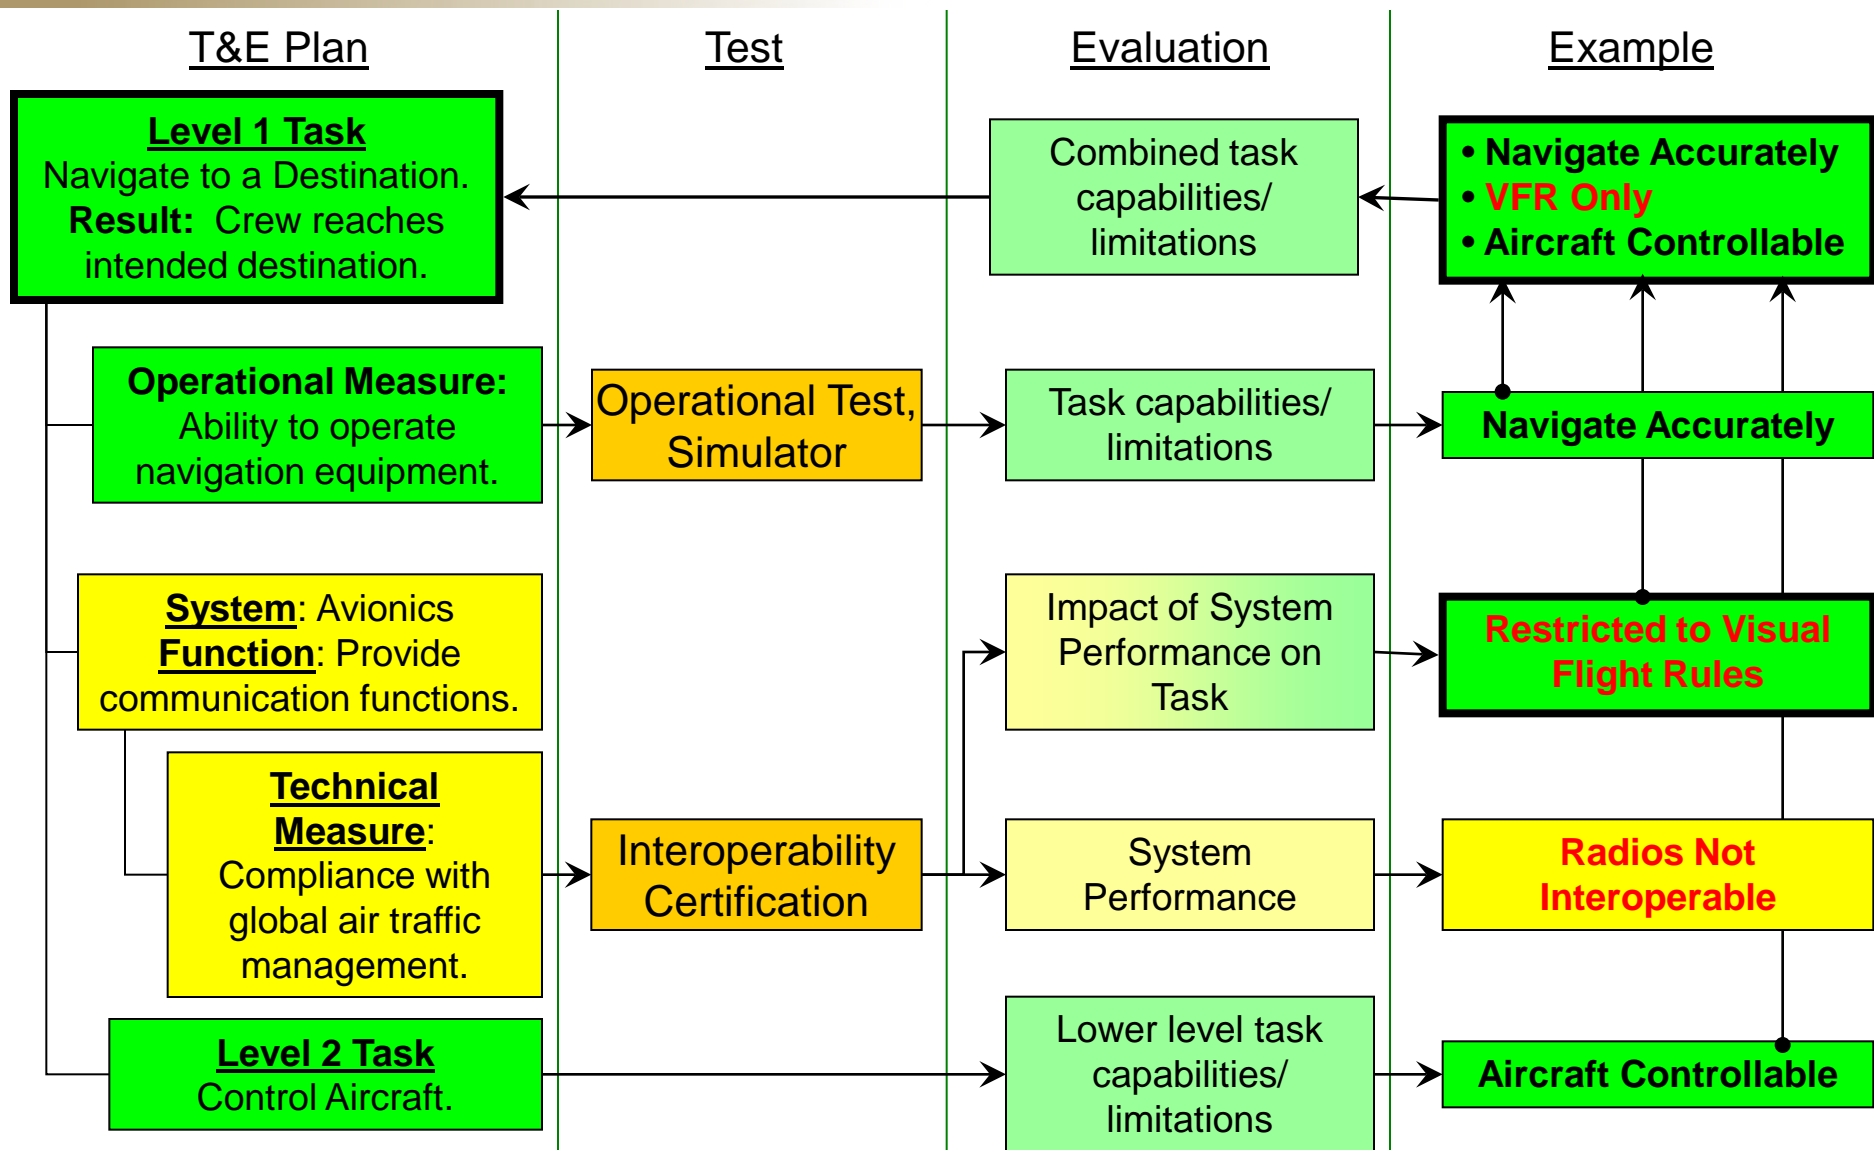 T&E Plan
Test
Evaluation
Example
Level 1 Task
Navigate to a Destination.
Result: Crew reaches
intended destination.
Combined task
capabilities/
limitations
• Navigate Accurately
• VFR Only
• Aircraft Controllable
Operational Measure:
Ability to operate
navigation equipment.
Operational Test,
Simulator
Task capabilities/
limitations
Navigate Accurately
System: Avionics
Function: Provide
communication functions.
Impact of System
Performance on
Task
Restricted to Visual
Flight Rules
Technical
Measure:
Compliance with
global air traffic
management.
Interoperability
Certification
System
Performance
Radios Not
Interoperable
Level 2 Task
Control Aircraft.
Lower level task
capabilities/
limitations
Aircraft Controllable